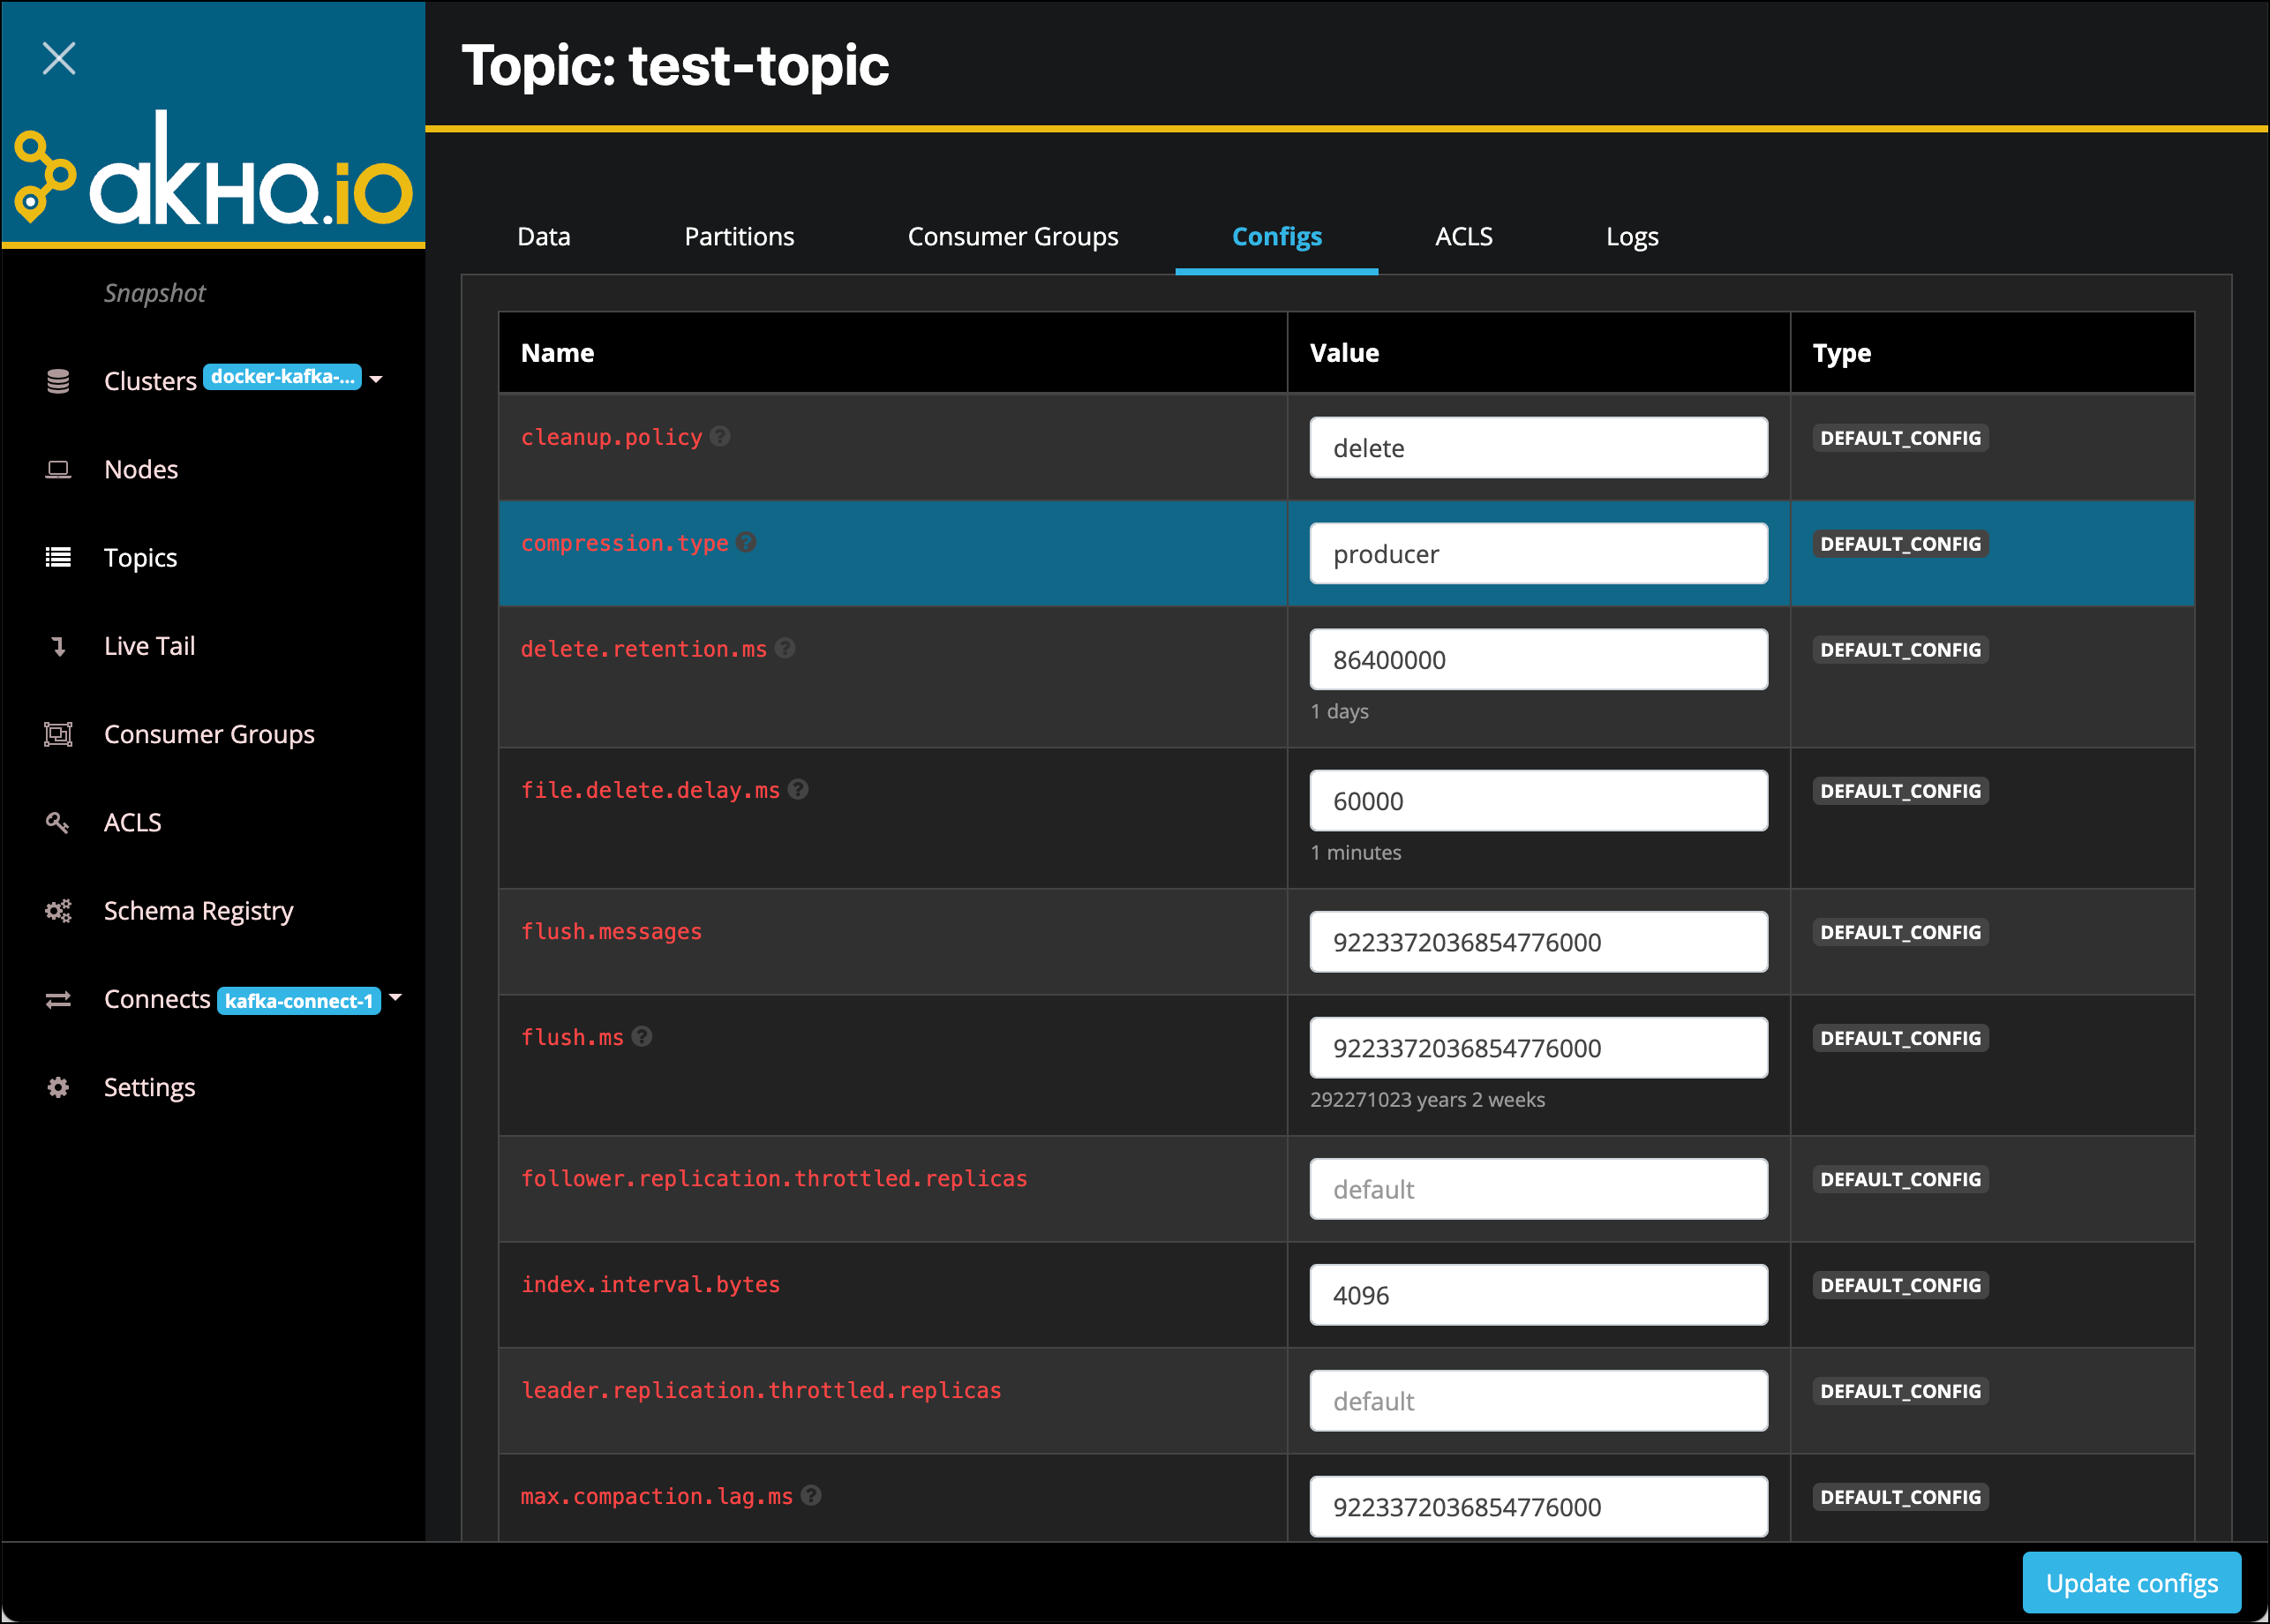 Topic: test-topic
akHQ.io
Snapshot
Clusters docker-kafka-...
Nodes
Topics
Live Tail
Consumer Groups
ACLS
Schema Registry
Connects kafka-connect-1
Settings
Data Partitions Consumer Groups Configs ACLS Logs
Name Value Type
cleanup.policy ? delete DEFAULT_CONFIG
compression.type ? producer DEFAULT_CONFIG
delete.retention.ms ? 86400000 DEFAULT_CONFIG
1 days
file.delete.delay.ms ? 60000 DEFAULT_CONFIG
1 minutes
flush.messages 9223372036854776000 DEFAULT_CONFIG
flush.ms ? 9223372036854776000 DEFAULT_CONFIG
292271023 years 2 weeks
follower.replication.throttled.replicas default DEFAULT_CONFIG
index.interval.bytes 4096 DEFAULT_CONFIG
leader.replication.throttled.replicas default DEFAULT_CONFIG
max.compaction.lag.ms ? 9223372036854776000 DEFAULT_CONFIG
Update configs